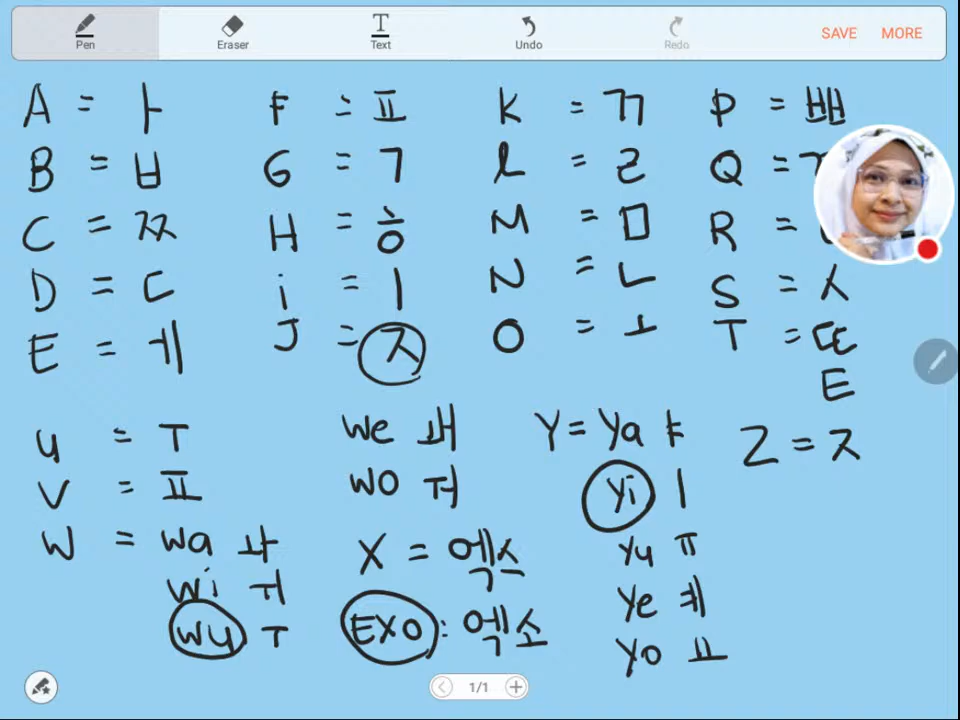 Pen Eraser Text Undo Redo SAVE MORE
A = ㅏ F = ㅍ K = ㄲ P = ㅃ
B = ㅂ G = ㄱ L = ㄹ Q =
C = ㅉ H = ㅎ M = ㅁ R =
D = ㄷ i = ㅣ N = ㄴ S = ㅅ
E = ㅔ J = ㅈ O = ㅗ T = ㄸ
E
u = ㅜ we ㅙ Y = Ya ㅑ Z = ㅈ
V = ㅍ wo ㅝ Yi ㅣ
W = wa ㅘ X = 엑스 Yu ㅠ
wi ㅟ Ye ㅖ
wu ㅜ EXO : 엑소 Yo ㅛ
1/1